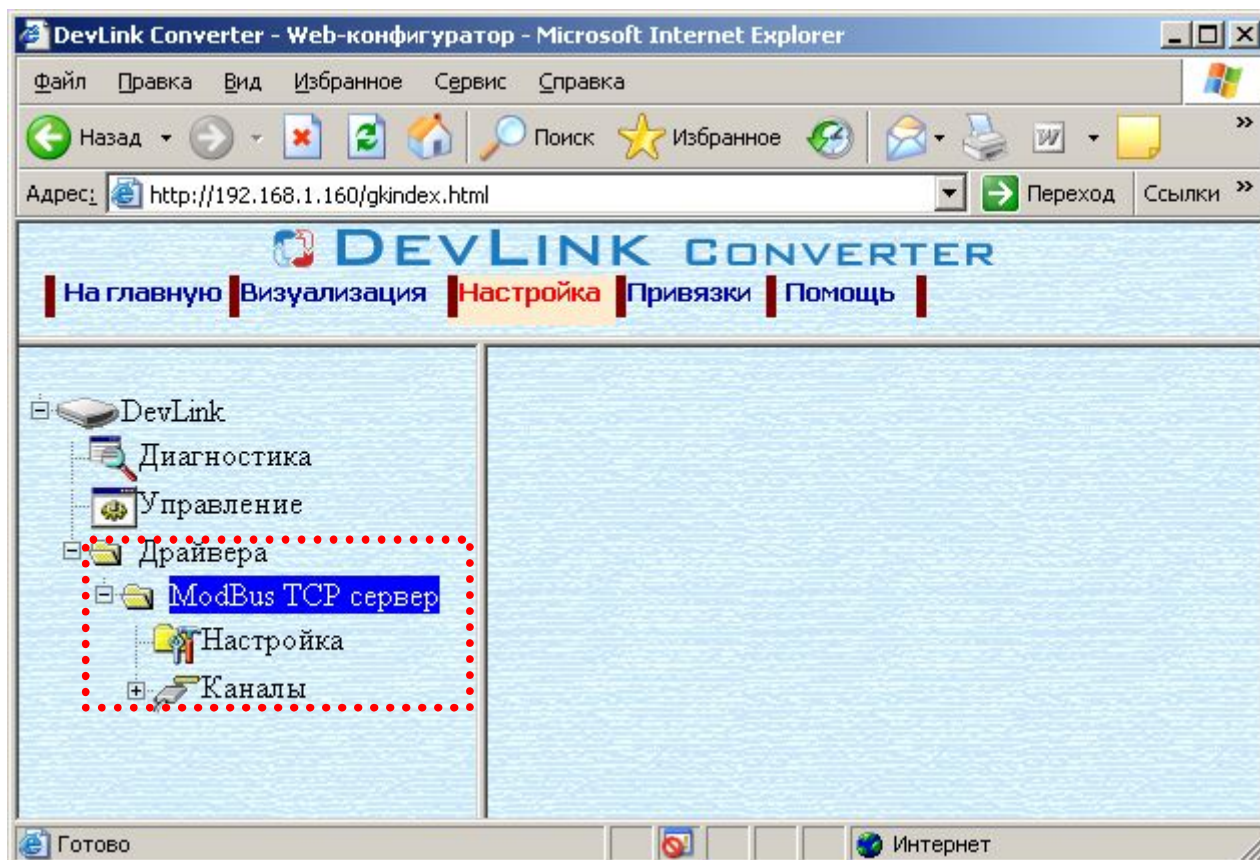 DevLink Converter - Web-конфигуратор - Microsoft Internet Explorer
Файл Правка Вид Избранное Сервис Справка
Назад Поиск Избранное »
Адрес: http://192.168.1.160/gkindex.html Переход Ссылки »
DEVLINK CONVERTER
На главную Визуализация Настройка Привязки Помощь
DevLink
Диагностика
Управление
Драйвера
ModBus TCP сервер
Настройка
Каналы
Готово Интернет